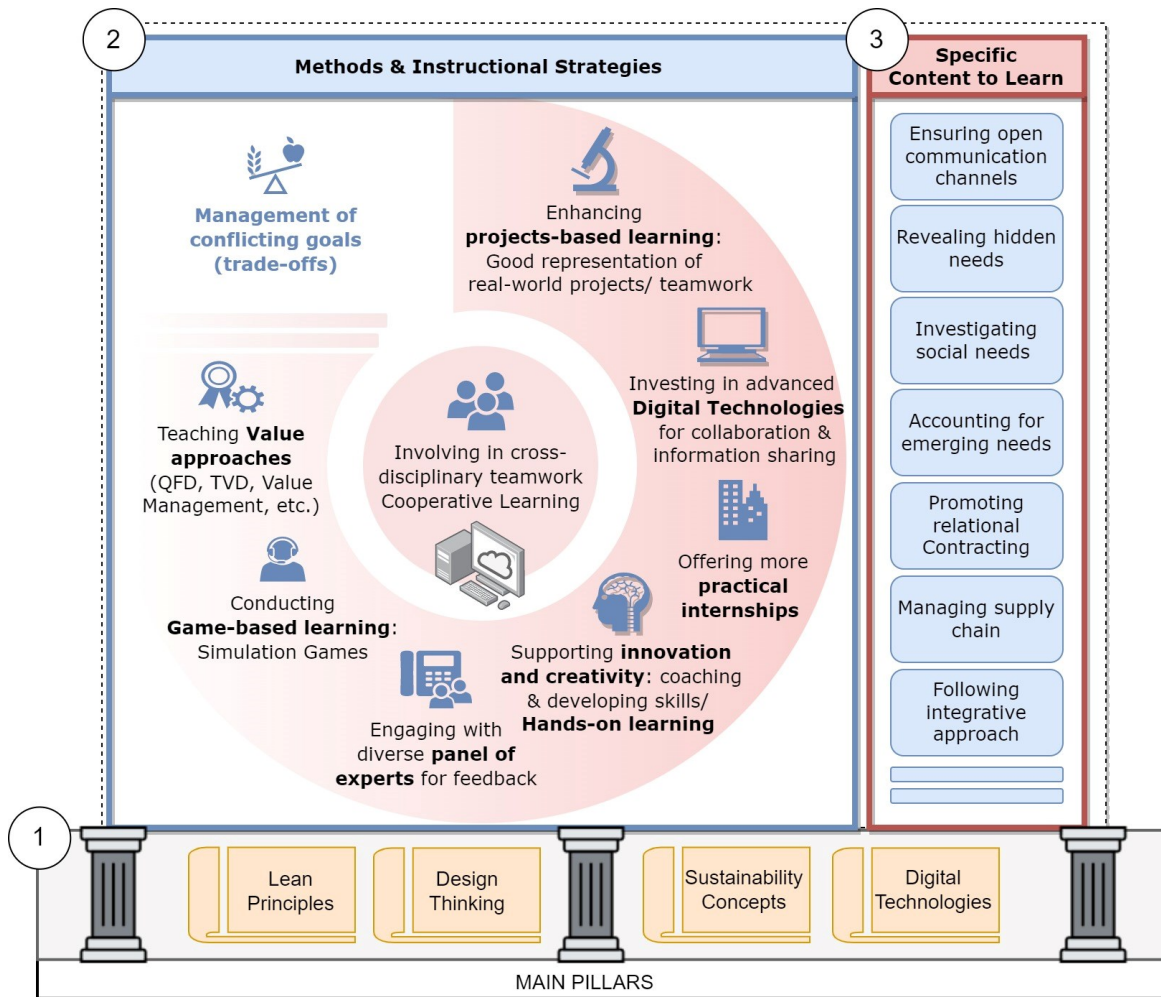 2
Methods & Instructional Strategies
3
Specific
Content to Learn
Management of
conflicting goals
(trade-offs)
Enhancing
projects-based learning:
Good representation of
real-world projects/ teamwork
Investing in advanced
Digital Technologies
for collaboration &
information sharing
Offering more
practical
internships
Supporting innovation
and creativity: coaching
& developing skills/
Hands-on learning
Engaging with
diverse panel of
experts for feedback
Conducting
Game-based learning:
Simulation Games
Teaching Value
approaches
(QFD, TVD, Value
Management, etc.)
Involving in cross-
disciplinary teamwork
Cooperative Learning
Ensuring open
communication
channels
Revealing hidden
needs
Investigating
social needs
Accounting for
emerging needs
Promoting
relational
Contracting
Managing supply
chain
Following
integrative
approach
1
Lean
Principles
Design
Thinking
Sustainability
Concepts
Digital
Technologies
MAIN PILLARS